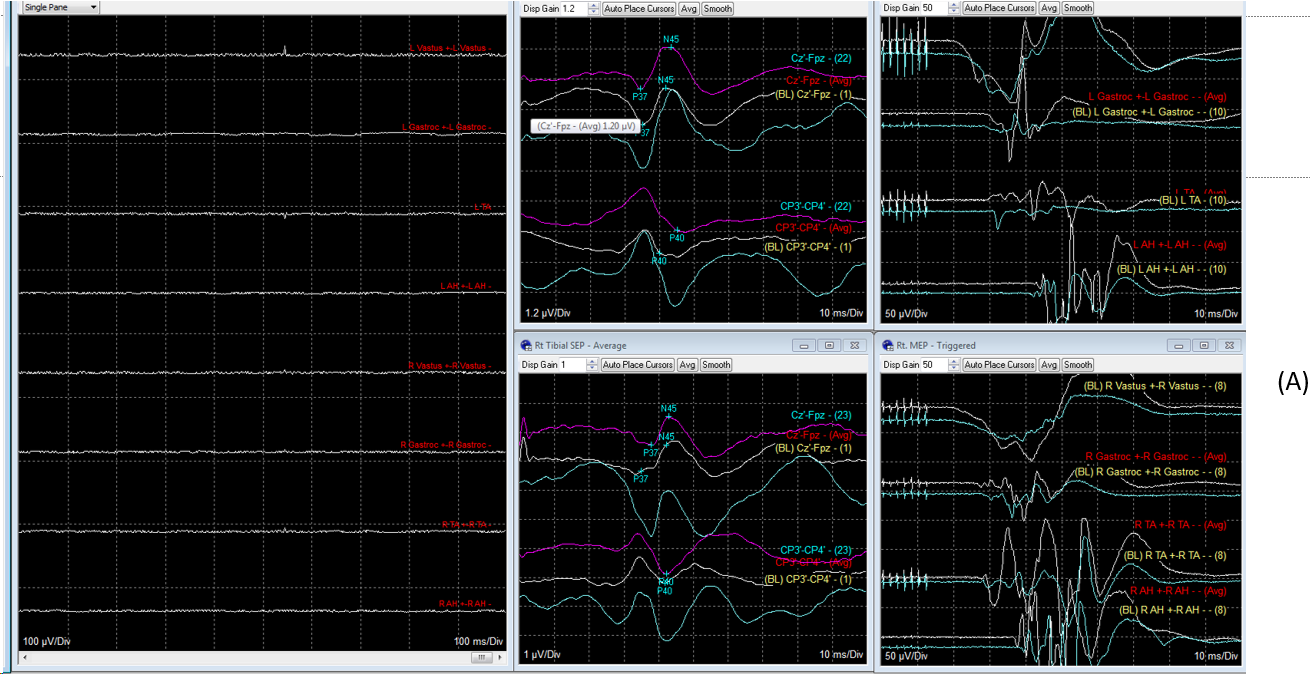 Single Pane
L Vastus +-L Vastus -
L Gastroc +-L Gastroc -
L TA
L AH +-L AH -
R Vastus +-R Vastus -
R Gastroc +-R Gastroc -
R TA +-R TA -
R AH +-R AH -
100 µV/Div
100 ms/Div
Disp Gain 1.2
Auto Place Cursors
Avg
Smooth
N45
Cz'-Fpz - (22)
Cz'-Fpz - (Avg)
N45
P37
(BL) Cz'-Fpz - (1)
(Cz'-Fpz - (Avg) 1.20 µV)
37
CP3'-CP4' - (22)
CP3'-CP4' - (Avg)
P40
(BL) CP3'-CP4' - (1)
P40
1.2 µV/Div
10 ms/Div
Disp Gain 50
Auto Place Cursors
Avg
Smooth
L Gastroc +-L Gastroc - - (Avg)
(BL) L Gastroc +-L Gastroc - - (10)
L TA - (Avg)
(BL) L TA - (10)
L AH +-L AH - - (Avg)
(BL) L AH +-L AH - - (10)
50 µV/Div
10 ms/Div
Rt Tibial SEP - Average
Disp Gain 1
Auto Place Cursors
Avg
Smooth
N45
Cz'-Fpz - (23)
Cz'-Fpz - (Avg)
N45
P37
(BL) Cz'-Fpz - (1)
P37
CP3'-CP4' - (23)
CP3'-CP4' - (Avg)
P40
(BL) CP3'-CP4' - (1)
P40
1 µV/Div
10 ms/Div
Rt. MEP - Triggered
Disp Gain 50
Auto Place Cursors
Avg
Smooth
(BL) R Vastus +-R Vastus - - (8)
R Gastroc +-R Gastroc - - (Avg)
(BL) R Gastroc +-R Gastroc - - (8)
R TA +-R TA - - (Avg)
(BL) R TA +-R TA - - (8)
R AH +-R AH - - (Avg)
(BL) R AH +-R AH - - (8)
50 µV/Div
10 ms/Div
(A)